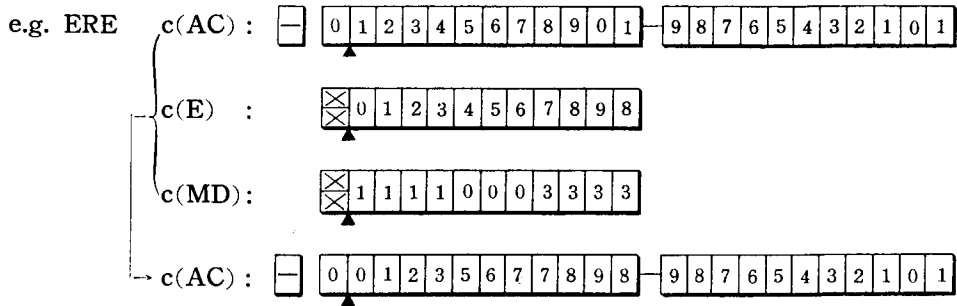 e.g. ERE c(AC) : — 0 1 2 3 4 5 6 7 8 9 0 1 9 8 7 6 5 4 3 2 1 0 1
c(E) : 0 1 2 3 4 5 6 7 8 9 8
c(MD) : 1 1 1 1 0 0 0 3 3 3 3
c(AC) : — 0 0 1 2 3 5 6 7 7 8 9 8 9 8 7 6 5 4 3 2 1 0 1